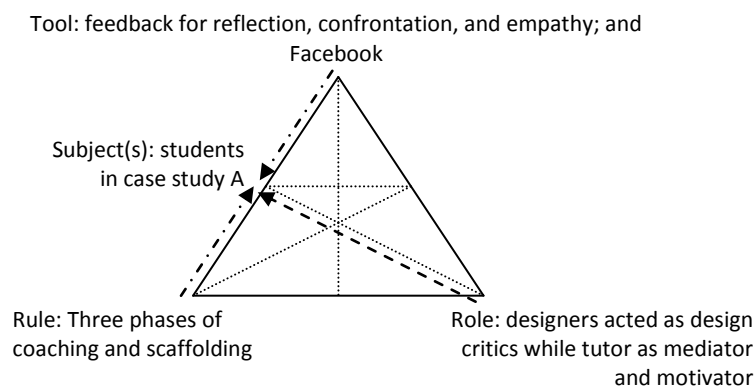 Tool: feedback for reflection, confrontation, and empathy; and
Facebook
Subject(s): students
in case study A
Rule: Three phases of
coaching and scaffolding
Role: designers acted as design
critics while tutor as mediator
and motivator